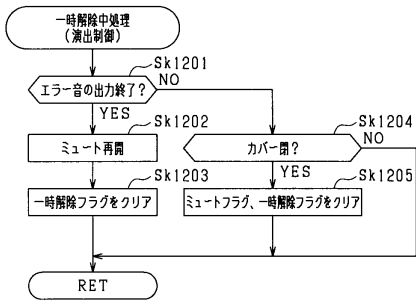 一時解除中処理
(演出制御)
Sk1201
エラー音の出力終了?
NO
YES
Sk1202
ミュート再開
Sk1204
カバー閉?
NO
YES
Sk1203
一時解除フラグをクリア
Sk1205
ミュートフラグ、一時解除フラグをクリア
RET